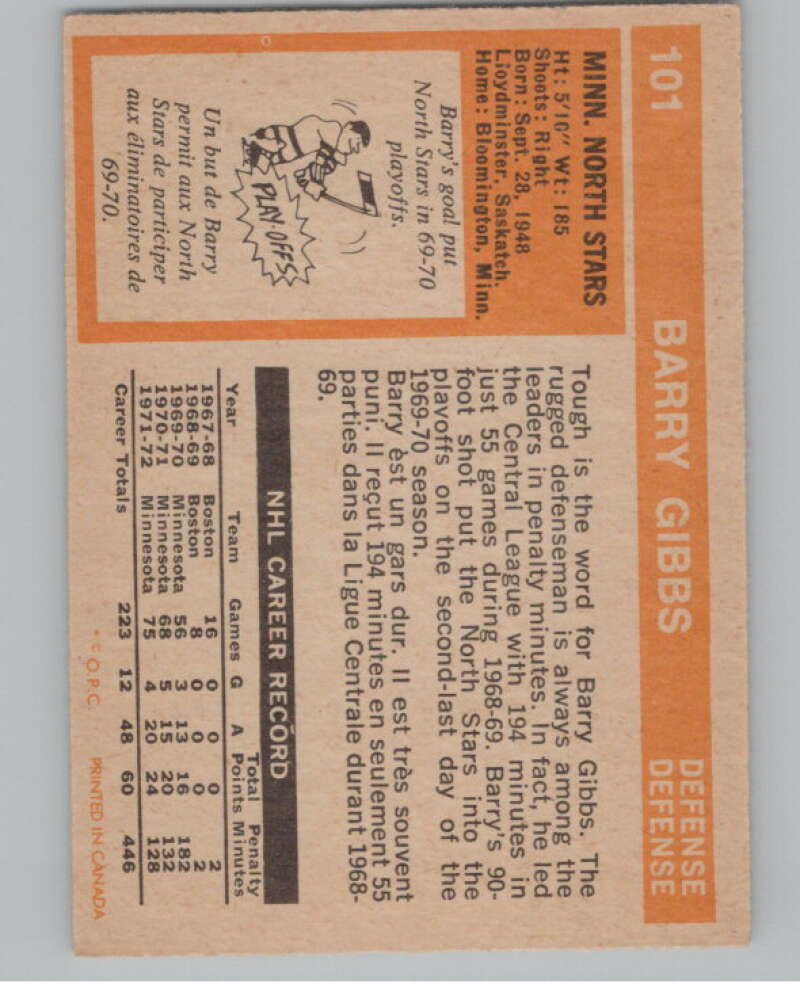 101
BARRY GIBBS
DEFENSE
DEFENSE
MINN. NORTH STARS
Ht: 5'10" Wt: 185
Shoots: Right
Born: Sept. 28, 1948
Lloydminster, Saskatch.
Home: Bloomington, Minn.
Barry's goal put
North Stars in 69-70
playoffs.
PLAY-OFFS
Un but de Barry
permit aux North
Stars de participer
aux éliminatoires de
69-70.
Tough is the word for Barry Gibbs. The
rugged defenseman is always among the
leaders in penalty minutes. In fact, he led
the Central League with 194 minutes in
just 55 games during 1968-69. Barry's 90-
foot shot put the North Stars into the
playoffs on the second-last day of the
1969-70 season.
Barry èst un gars dur. Il est très souvent
puni. Il reçut 194 minutes en seulement 55
parties dans la Ligue Centrale durant 1968-
69.
NHL CAREER RECORD
Total Penalty
Year Team Games G A Points Minutes
1967-68 Boston 16 0 0 0 2
1968-69 Boston 8 0 0 0 2
1969-70 Minnesota 56 3 13 16 182
1970-71 Minnesota 68 5 15 20 132
1971-72 Minnesota 75 4 20 24 128
Career Totals 223 12 48 60 446
* © O.P.C. PRINTED IN CANADA